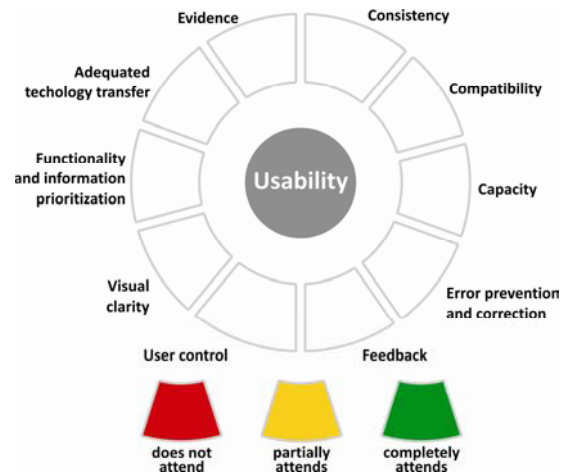 Evidence
Consistency
Adequated
techology transfer
Compatibility
Functionality
and information
prioritization
Usability
Capacity
Visual
clarity
Error prevention
and correction
User control
Feedback
does not
attend
partially
attends
completely
attends